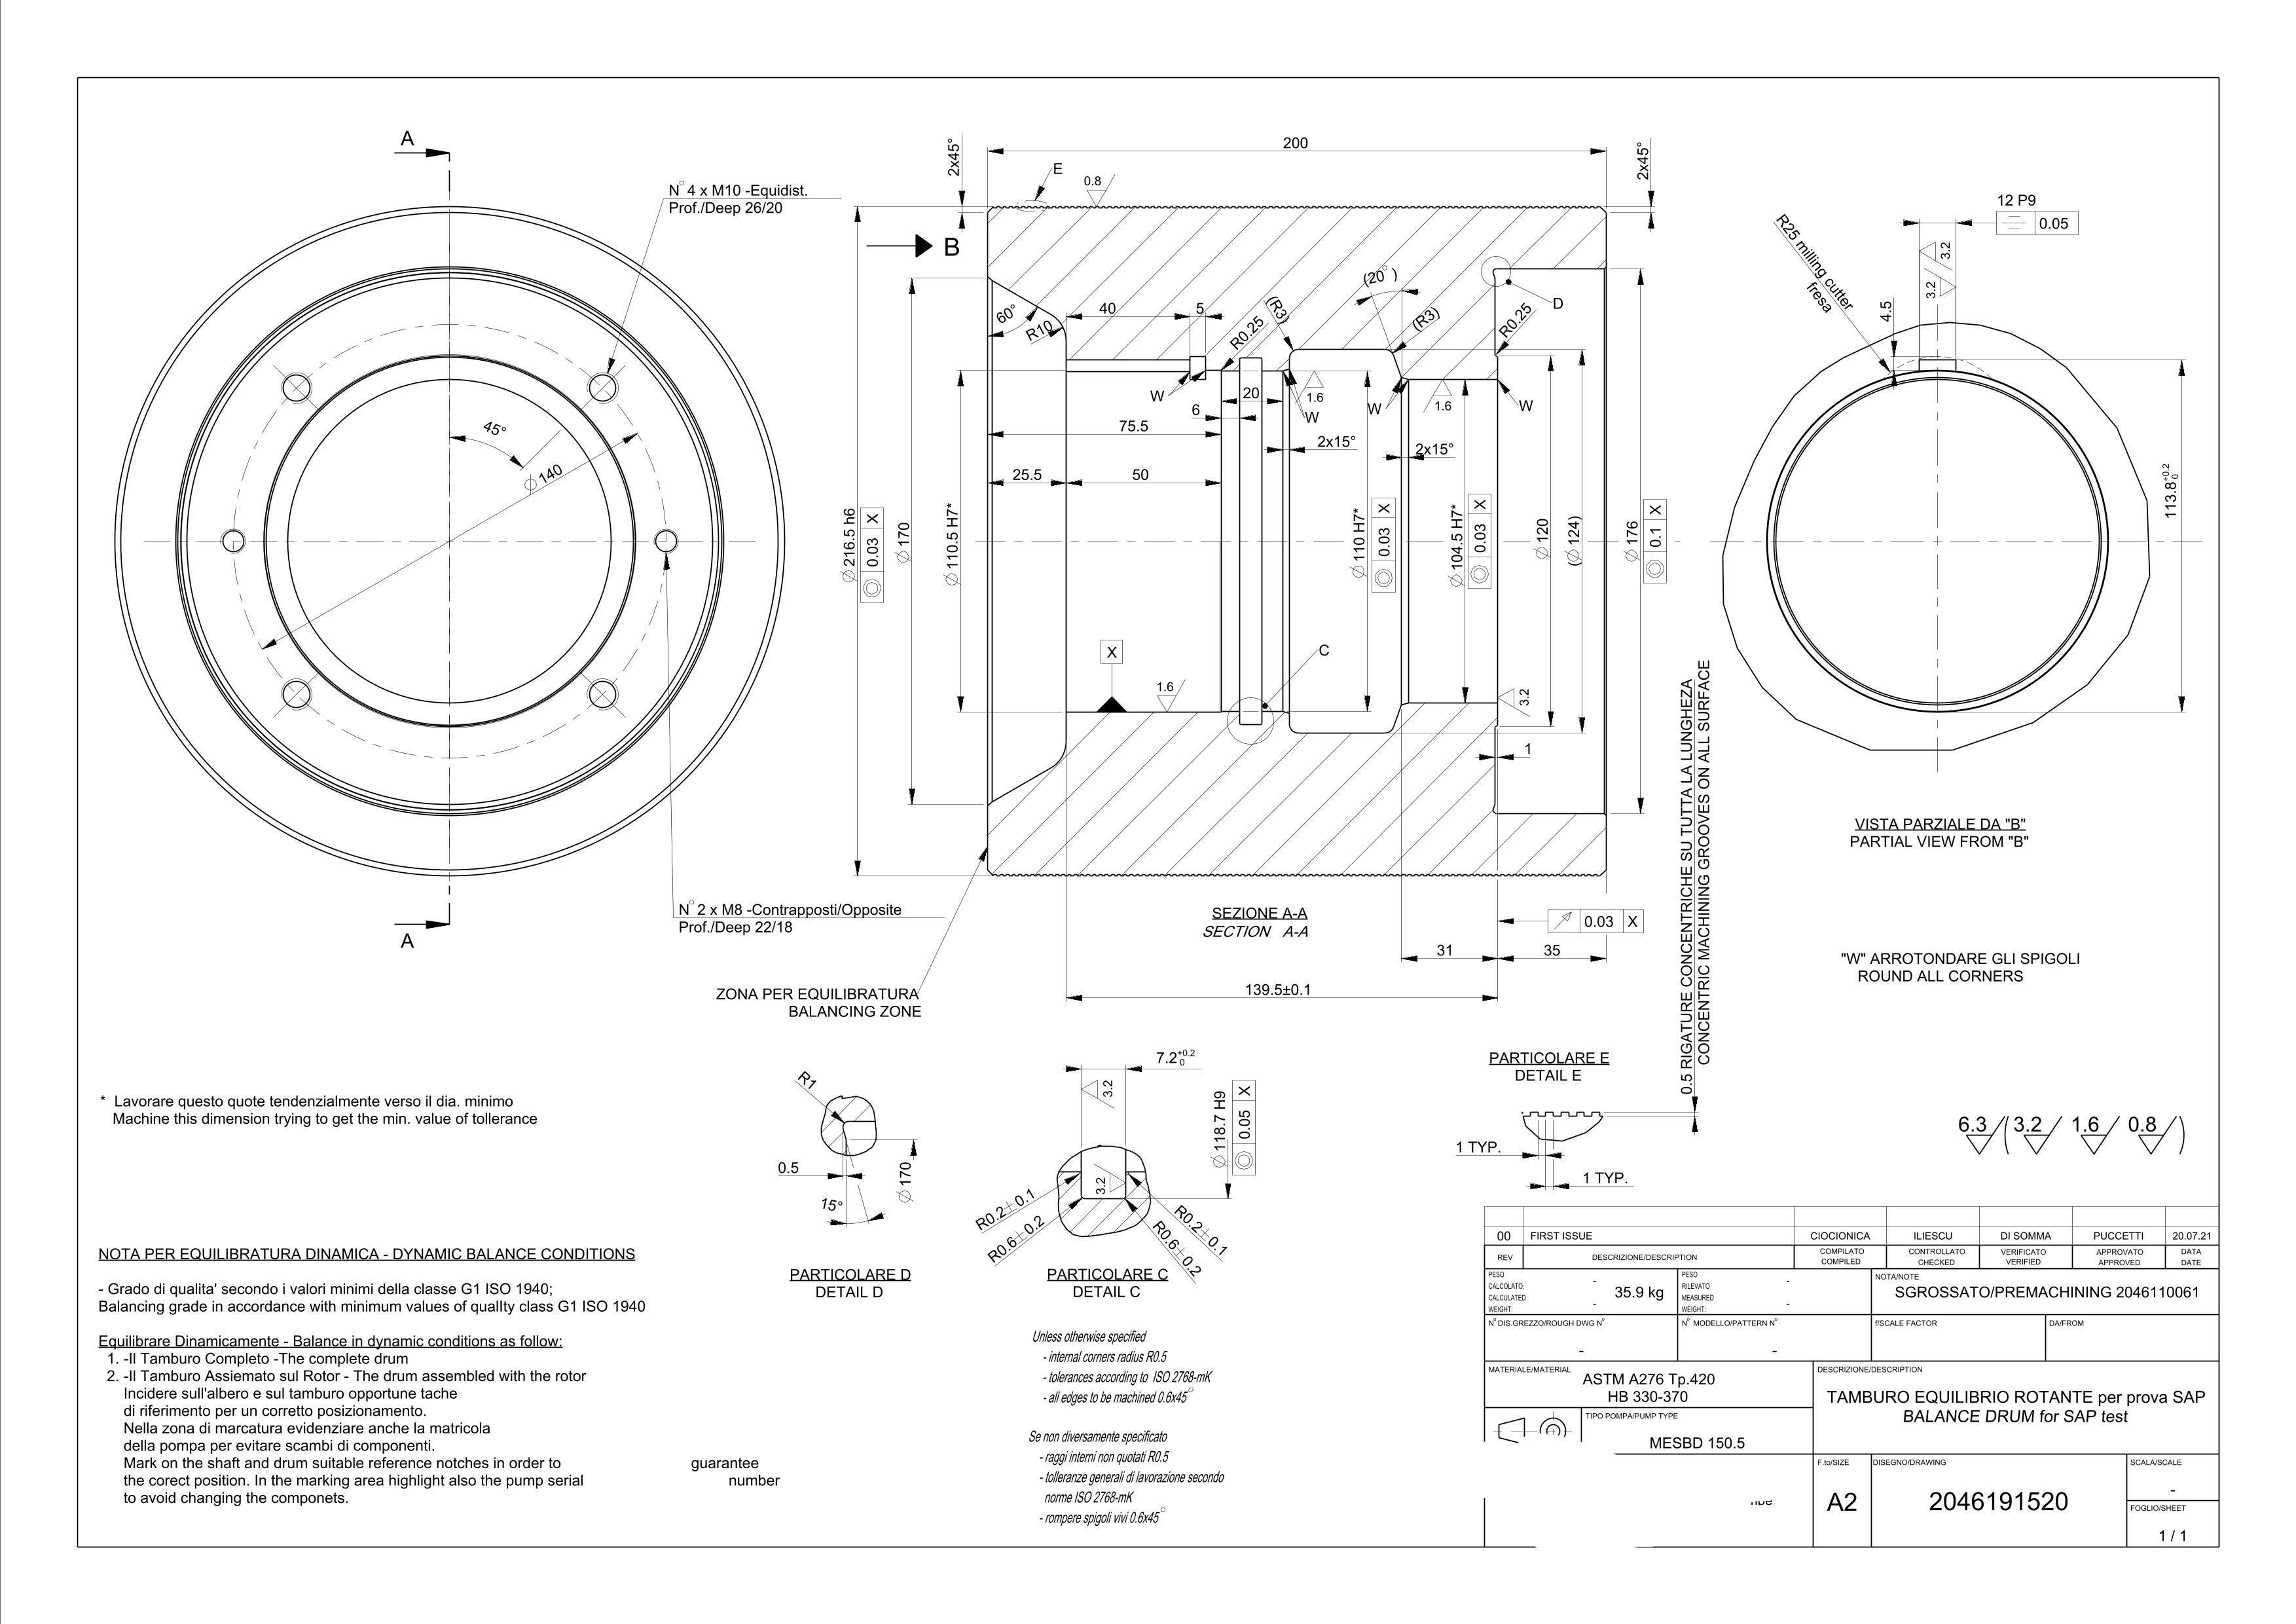 A
N° 4 x M10 -Equidist.
Prof./Deep 26/20
45°
∅ 140
A
N° 2 x M8 -Contrapposti/Opposite
Prof./Deep 22/18
ZONA PER EQUILIBRATURA
BALANCING ZONE
2x45°
E
0.8
200
2x45°
B
60°
R10
40
5
R0.25
(R3)
(20°)
(R3)
R0.25
D
W
20
6
W
1.6
W
1.6
W
75.5
2x15°
2x15°
25.5
50
∅ 216.5 h6
◎ 0.03 X
∅ 170
∅ 110.5 H7*
∅ 110 H7*
◎ 0.03 X
∅ 104.5 H7*
◎ 0.03 X
∅ 120
(∅ 124)
∅ 176
◎ 0.1 X
X
1.6
C
3.2
1
SEZIONE A-A
SECTION A-A
0.03 X
31
35
139.5±0.1
0.5 RIGATURE CONCENTRICHE SU TUTTA LA LUNGHEZA
CONCENTRIC MACHINING GROOVES ON ALL SURFACE
12 P9
0.05
R25 milling cutter
fresa
3.2
3.2
4.5
113.8 +0.2 0
VISTA PARZIALE DA "B"
PARTIAL VIEW FROM "B"
"W" ARROTONDARE GLI SPIGOLI
ROUND ALL CORNERS
* Lavorare questo quote tendenzialmente verso il dia. minimo
Machine this dimension trying to get the min. value of tollerance
R1
0.5
15°
∅ 170
PARTICOLARE D
DETAIL D
7.2 +0.2 0
3.2
∅ 118.7 H9
◎ 0.05 X
3.2
R0.2±0.1
R0.6±0.2
R0.2±0.1
R0.6±0.2
PARTICOLARE C
DETAIL C
PARTICOLARE E
DETAIL E
1 TYP.
1 TYP.
6.3 ( 3.2 1.6 0.8 )
NOTA PER EQUILIBRATURA DINAMICA - DYNAMIC BALANCE CONDITIONS
- Grado di qualita' secondo i valori minimi della classe G1 ISO 1940;
Balancing grade in accordance with minimum values of qualIty class G1 ISO 1940
Equilibrare Dinamicamente - Balance in dynamic conditions as follow:
1. -Il Tamburo Completo -The complete drum
2. -Il Tamburo Assiemato sul Rotor - The drum assembled with the rotor
Incidere sull'albero e sul tamburo opportune tache
di riferimento per un corretto posizionamento.
Nella zona di marcatura evidenziare anche la matricola
della pompa per evitare scambi di componenti.
Mark on the shaft and drum suitable reference notches in order to guarantee
the corect position. In the marking area highlight also the pump serial number
to avoid changing the componets.
Unless otherwise specified
- internal corners radius R0.5
- tolerances according to ISO 2768-mK
- all edges to be machined 0.6x45°
Se non diversamente specificato
- raggi interni non quotati R0.5
- tolleranze generali di lavorazione secondo
norme ISO 2768-mK
- rompere spigoli vivi 0.6x45°
00 FIRST ISSUE CIOCIONICA ILIESCU DI SOMMA PUCCETTI 20.07.21
REV DESCRIZIONE/DESCRIPTION COMPILATO COMPILED CONTROLLATO CHECKED VERIFICATO VERIFIED APPROVATO APPROVED DATA DATE
PESO CALCOLATO: CALCULATED WEIGHT: - 35.9 kg -
PESO RILEVATO MEASURED WEIGHT: - -
NOTA/NOTE
SGROSSATO/PREMACHINING 2046110061
N° DIS.GREZZO/ROUGH DWG N° -
N° MODELLO/PATTERN N° -
f/SCALE FACTOR
DA/FROM
MATERIALE/MATERIAL
ASTM A276 Tp.420
HB 330-370
DESCRIZIONE/DESCRIPTION
TAMBURO EQUILIBRIO ROTANTE per prova SAP
BALANCE DRUM for SAP test
TIPO POMPA/PUMP TYPE
MESBD 150.5
F.to/SIZE
A2
DISEGNO/DRAWING
2046191520
SCALA/SCALE
-
FOGLIO/SHEET
1 / 1